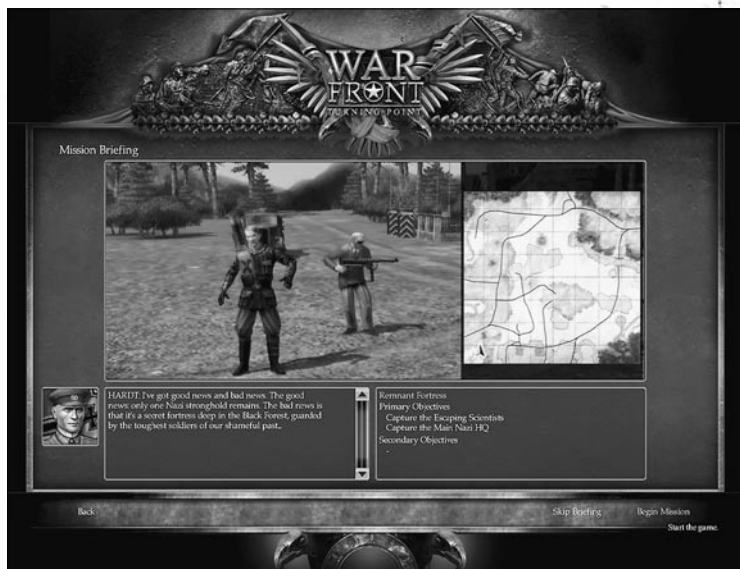 WAR
FRONT
TURNING POINT
Mission Briefing
HARDT: I've got good news and bad news. The good
news: only one Nazi stronghold remains. The bad news is
that it's a secret fortress deep in the Black Forest, guarded
by the toughest soldiers of our shameful past..
Remnant Fortress
Primary Objectives
Capture the Escaping Scientists
Capture the Main Nazi HQ
Secondary Objectives
-
Back
Skip Briefing
Begin Mission
Start the game.